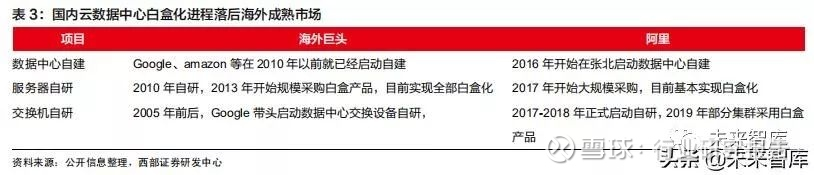 表 3：国内云数据中心白盒化进程落后海外成熟市场
项目 海外巨头 阿里
数据中心自建 Google、amazon 等在 2010 年以前就已经启动自建 2016 年开始在张北启动数据中心自建
服务器自研 2010 年自研，2013 年开始规模采购白盒产品，目前实现全部白盒化 2017 年开始大规模采购，目前基本实现白盒化
交换机自研 2005 年前后，Google 带头启动数据中心交换设备自研， 2017-2018 年正式启动自研，2019 年部分集群采用白盒
产品
资料来源：公开信息整理，西部证券研发中心
未来智库
雪球
头条@未来智库